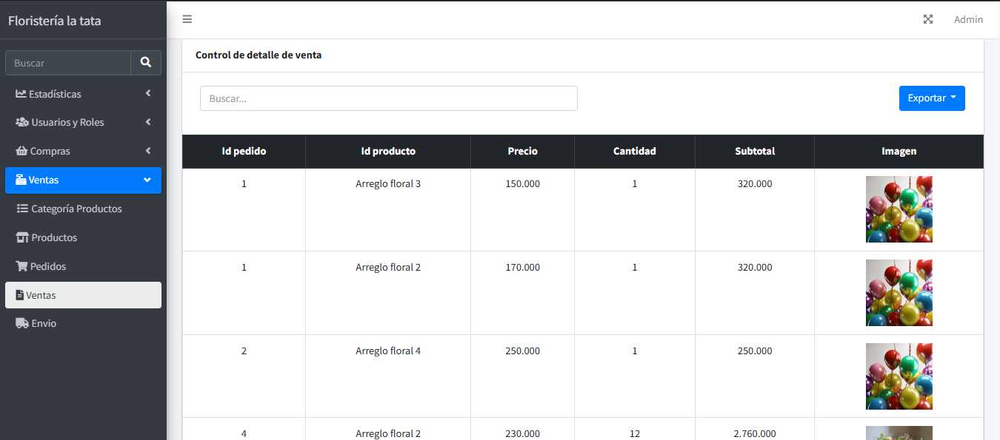 Floristería la tata
Admin
Buscar
Estadísticas
Usuarios y Roles
Compras
Ventas
Categoría Productos
Productos
Pedidos
Ventas
Envio
Control de detalle de venta
Buscar...
Exportar
Id pedido Id producto Precio Cantidad Subtotal Imagen
1 Arreglo floral 3 150.000 1 320.000
1 Arreglo floral 2 170.000 1 320.000
2 Arreglo floral 4 250.000 1 250.000
4 Arreglo floral 2 230.000 12 2.760.000